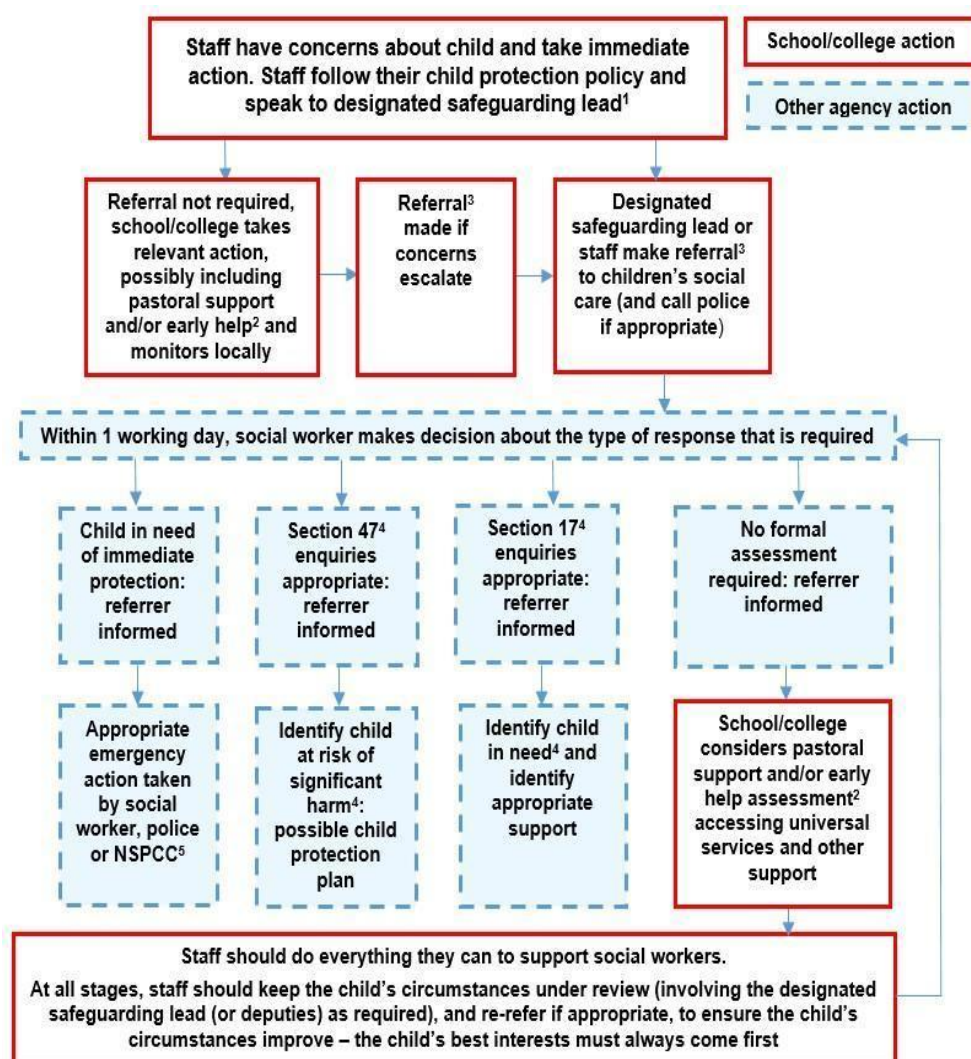 Staff have concerns about child and take immediate
action. Staff follow their child protection policy and
speak to designated safeguarding lead¹
School/college action
Other agency action
Referral not required,
school/college takes
relevant action,
possibly including
pastoral support
and/or early help² and
monitors locally
Referral³
made if
concerns
escalate
Designated
safeguarding lead or
staff make referral³
to children's social
care (and call police
if appropriate)
Within 1 working day, social worker makes decision about the type of response that is required
Child in need
of immediate
protection:
referrer
informed
Section 47⁴
enquiries
appropriate:
referrer
informed
Section 17⁴
enquiries
appropriate:
referrer
informed
No formal
assessment
required: referrer
informed
Appropriate
emergency
action taken
by social
worker, police
or NSPCC⁵
Identify child
at risk of
significant
harm⁴:
possible child
protection
plan
Identify child
in need⁴ and
identify
appropriate
support
School/college
considers pastoral
support and/or early
help assessment²
accessing universal
services and other
support
Staff should do everything they can to support social workers.
At all stages, staff should keep the child's circumstances under review (involving the designated
safeguarding lead (or deputies) as required), and re-refer if appropriate, to ensure the child's
circumstances improve – the child's best interests must always come first